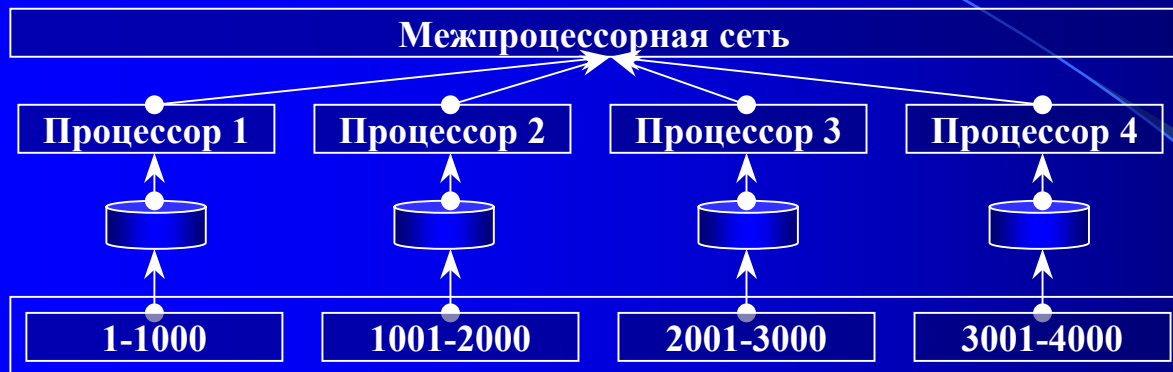 Межпроцессорная сеть
Процессор 1 Процессор 2 Процессор 3 Процессор 4
1-1000 1001-2000 2001-3000 3001-4000